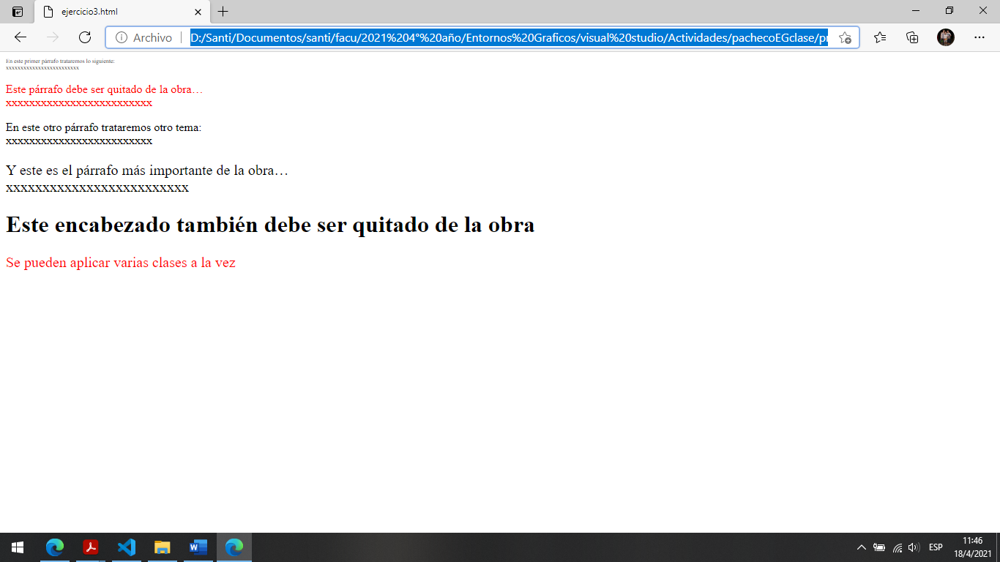 ejercicio3.html
Archivo
D:/Santi/Documentos/santi/facu/2021%204°%20año/Entornos%20Graficos/visual%20studio/Actividades/pachecoEGclase/pr
En este primer párrafo trataremos lo siguiente:
xxxxxxxxxxxxxxxxxxxxxxxxx
Este párrafo debe ser quitado de la obra…
xxxxxxxxxxxxxxxxxxxxxxxxx
En este otro párrafo trataremos otro tema:
xxxxxxxxxxxxxxxxxxxxxxxxx
Y este es el párrafo más importante de la obra…
xxxxxxxxxxxxxxxxxxxxxxxxx
Este encabezado también debe ser quitado de la obra
Se pueden aplicar varias clases a la vez
ESP
11:46
18/4/2021